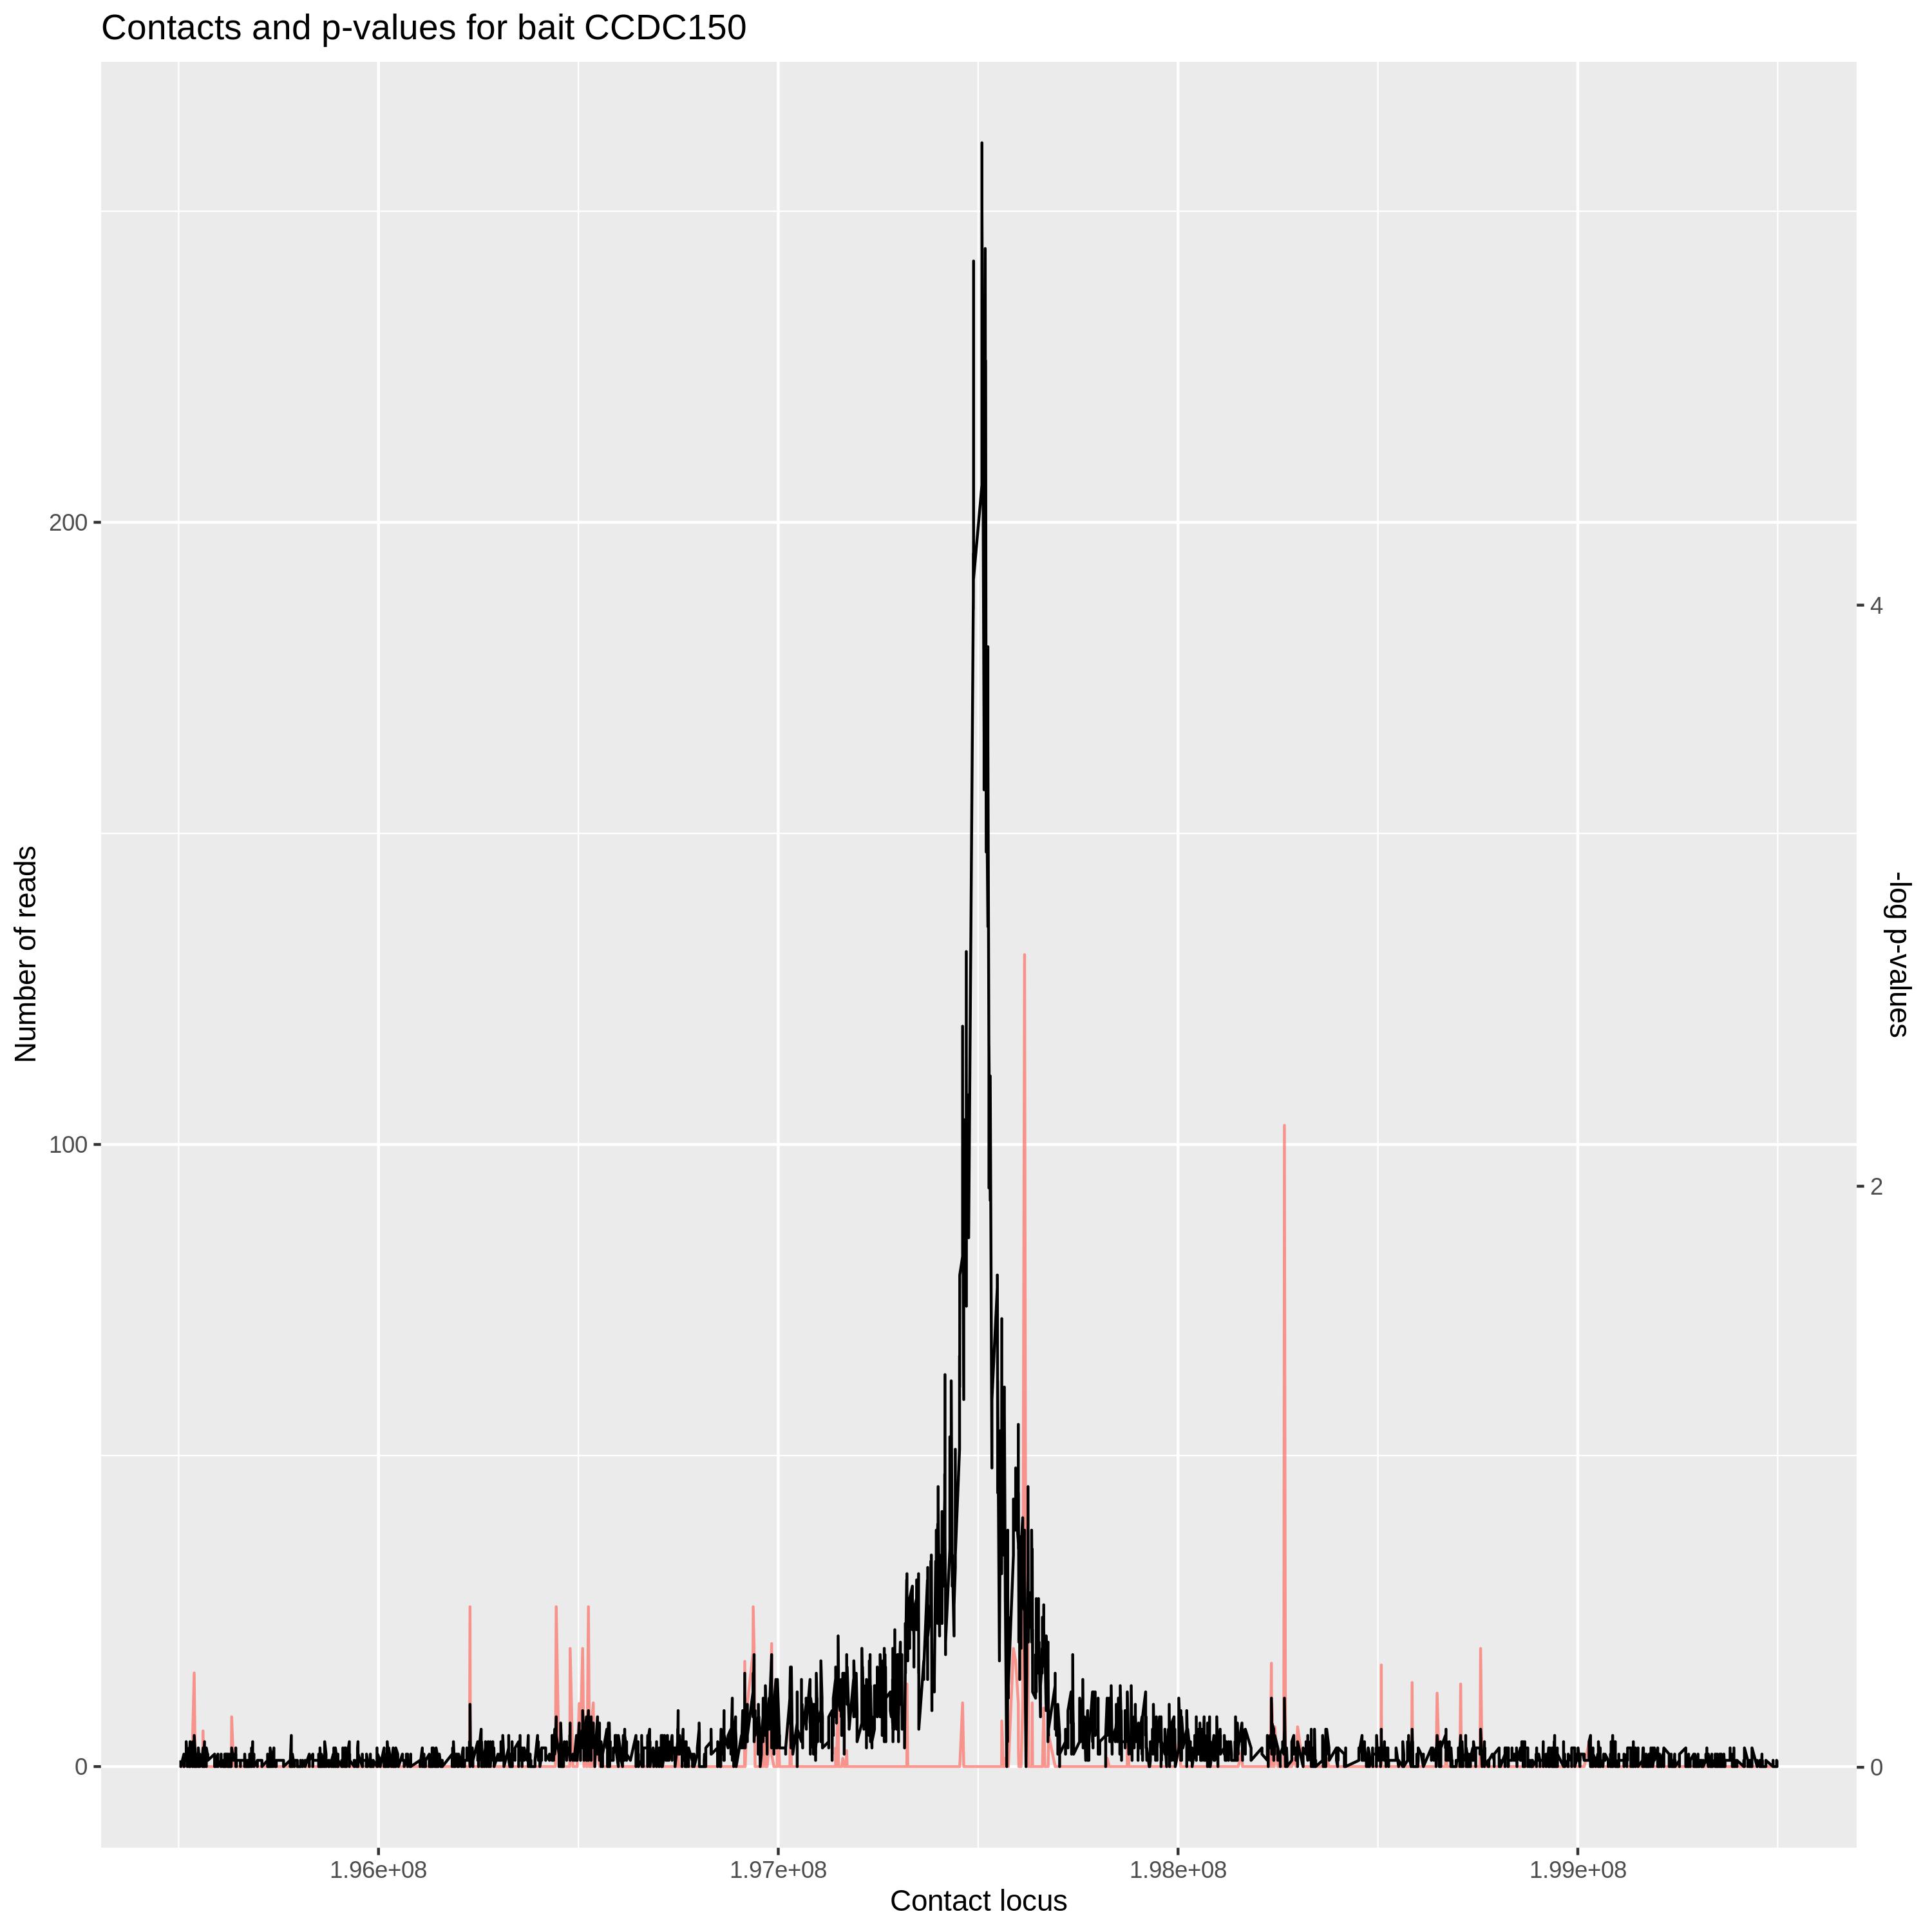 Contacts and p-values for bait CCDC150
Number of reads
200
100
0
4
2
0
-log p-values
1.96e+08
1.97e+08
1.98e+08
1.99e+08
Contact locus